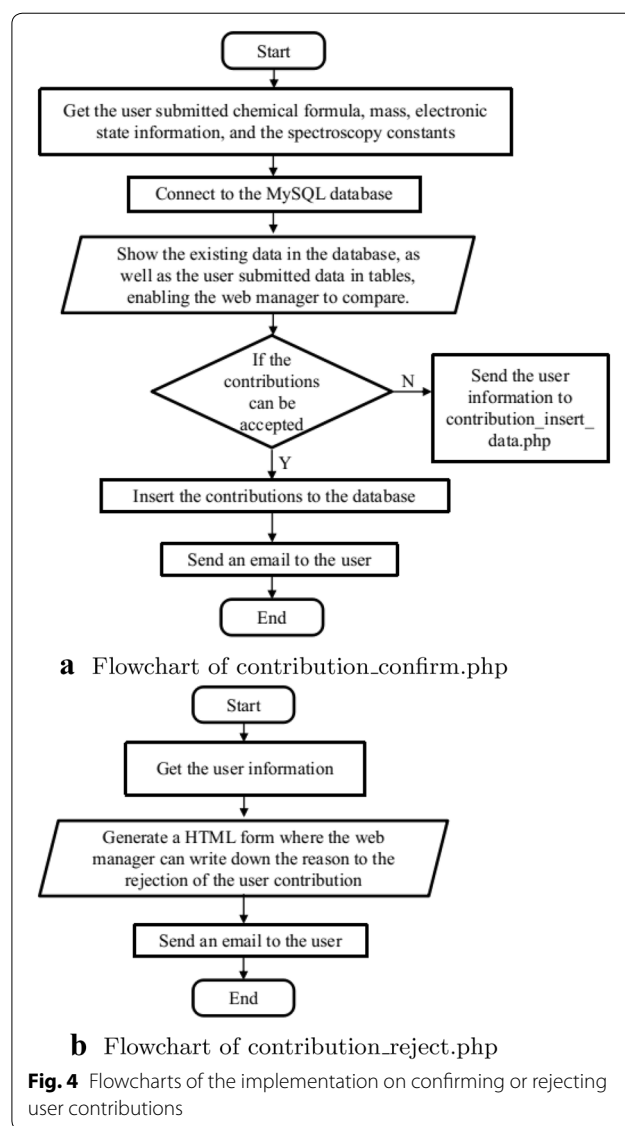 Start
Get the user submitted chemical formula, mass, electronic
state information, and the spectroscopy constants
Connect to the MySQL database
Show the existing data in the database, as
well as the user submitted data in tables,
enabling the web manager to compare.
If the
contributions
can be
accepted
N
Send the user
information to
contribution_insert_
data.php
Y
Insert the contributions to the database
Send an email to the user
End
a Flowchart of contribution_confirm.php
Start
Get the user information
Generate a HTML form where the web
manager can write down the reason to the
rejection of the user contribution
Send an email to the user
End
b Flowchart of contribution_reject.php
Fig. 4 Flowcharts of the implementation on confirming or rejecting
user contributions